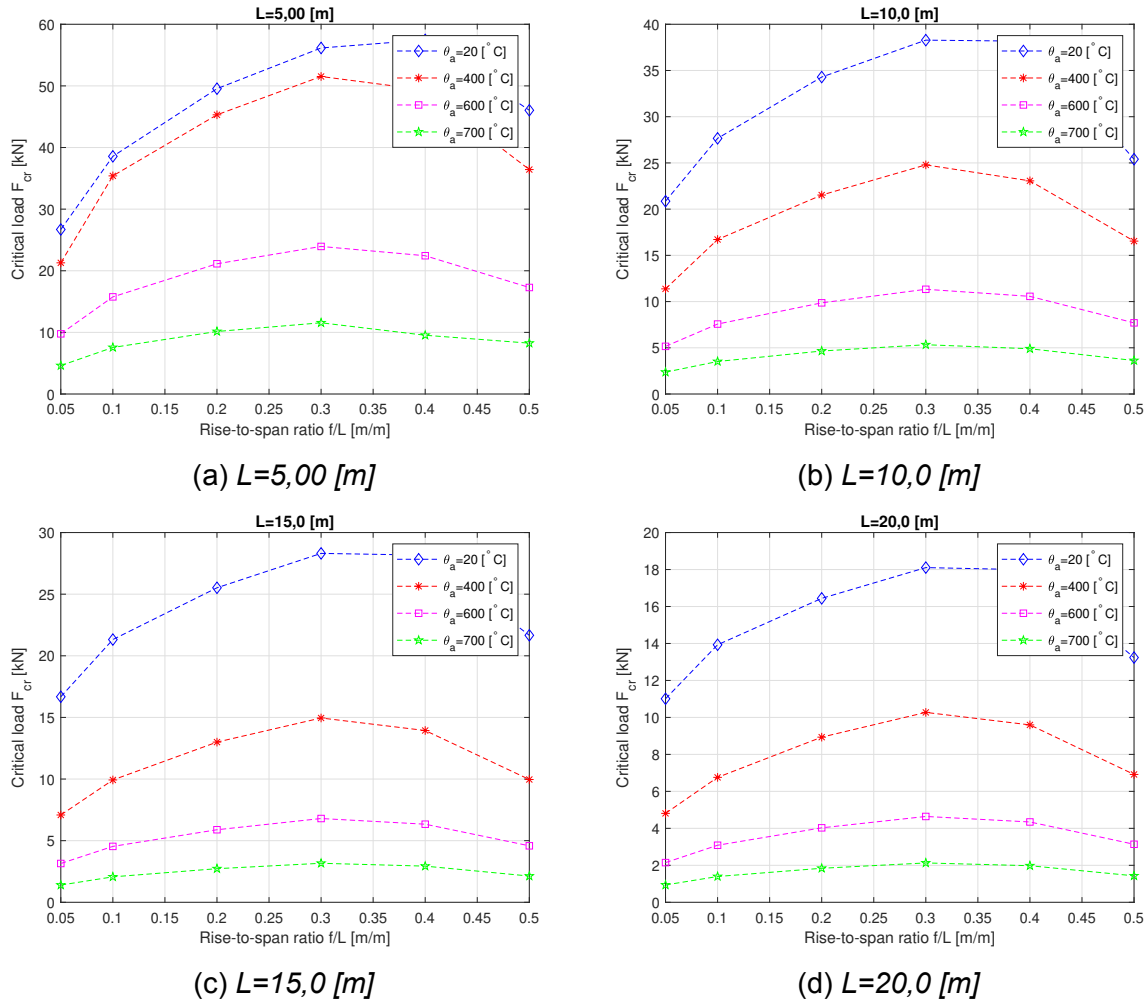 L=5,00 [m]
60
50
40
30
20
10
0
Critical load F_cr [kN]
θ_a=20 [°C]
θ_a=400 [°C]
θ_a=600 [°C]
θ_a=700 [°C]
0.05 0.1 0.15 0.2 0.25 0.3 0.35 0.4 0.45 0.5
Rise-to-span ratio f/L [m/m]
(a) L=5,00 [m]
L=10,0 [m]
40
35
30
25
20
15
10
5
0
Critical load F_cr [kN]
θ_a=20 [°C]
θ_a=400 [°C]
θ_a=600 [°C]
θ_a=700 [°C]
0.05 0.1 0.15 0.2 0.25 0.3 0.35 0.4 0.45 0.5
Rise-to-span ratio f/L [m/m]
(b) L=10,0 [m]
L=15,0 [m]
30
25
20
15
10
5
0
Critical load F_cr [kN]
θ_a=20 [°C]
θ_a=400 [°C]
θ_a=600 [°C]
θ_a=700 [°C]
0.05 0.1 0.15 0.2 0.25 0.3 0.35 0.4 0.45 0.5
Rise-to-span ratio f/L [m/m]
(c) L=15,0 [m]
L=20,0 [m]
20
18
16
14
12
10
8
6
4
2
0
Critical load F_cr [kN]
θ_a=20 [°C]
θ_a=400 [°C]
θ_a=600 [°C]
θ_a=700 [°C]
0.05 0.1 0.15 0.2 0.25 0.3 0.35 0.4 0.45 0.5
Rise-to-span ratio f/L [m/m]
(d) L=20,0 [m]